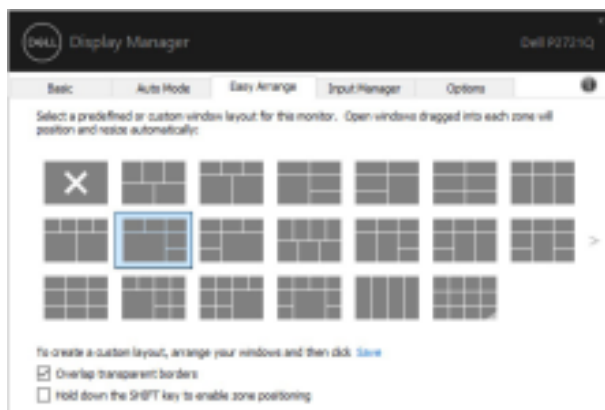 DELL Display Manager
Dell P2721Q
Basic Auto Mode Easy Arrange Input Manager Options
Select a predefined or custom window layout for this monitor. Open windows dragged into each zone will
position and resize automatically:
To create a custom layout, arrange your windows and then click Save
Overlap transparent borders
Hold down the SHIFT key to enable zone positioning